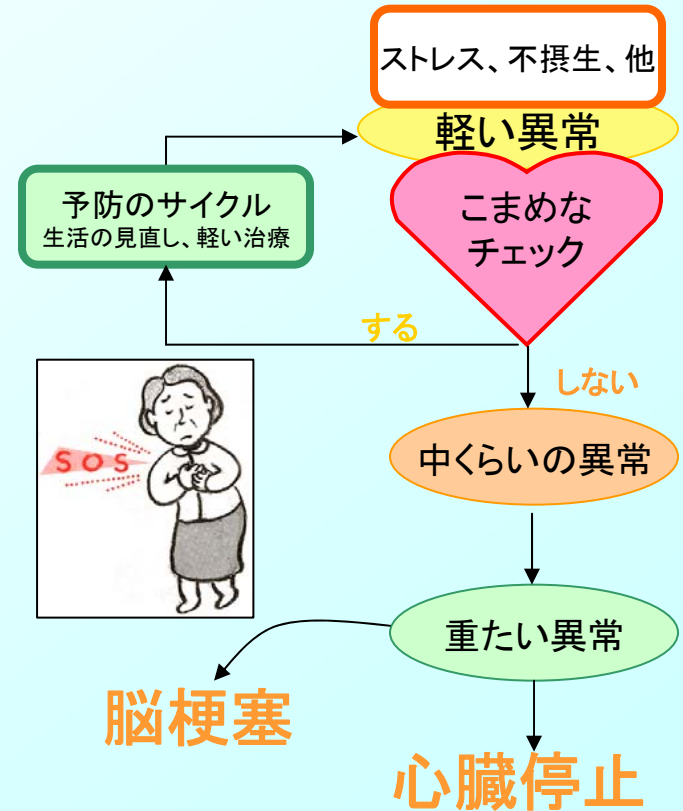 ストレス、不摂生、他
軽い異常
予防のサイクル
生活の見直し、軽い治療
こまめな
チェック
する
しない
SOS
中くらいの異常
重たい異常
脳梗塞
心臓停止